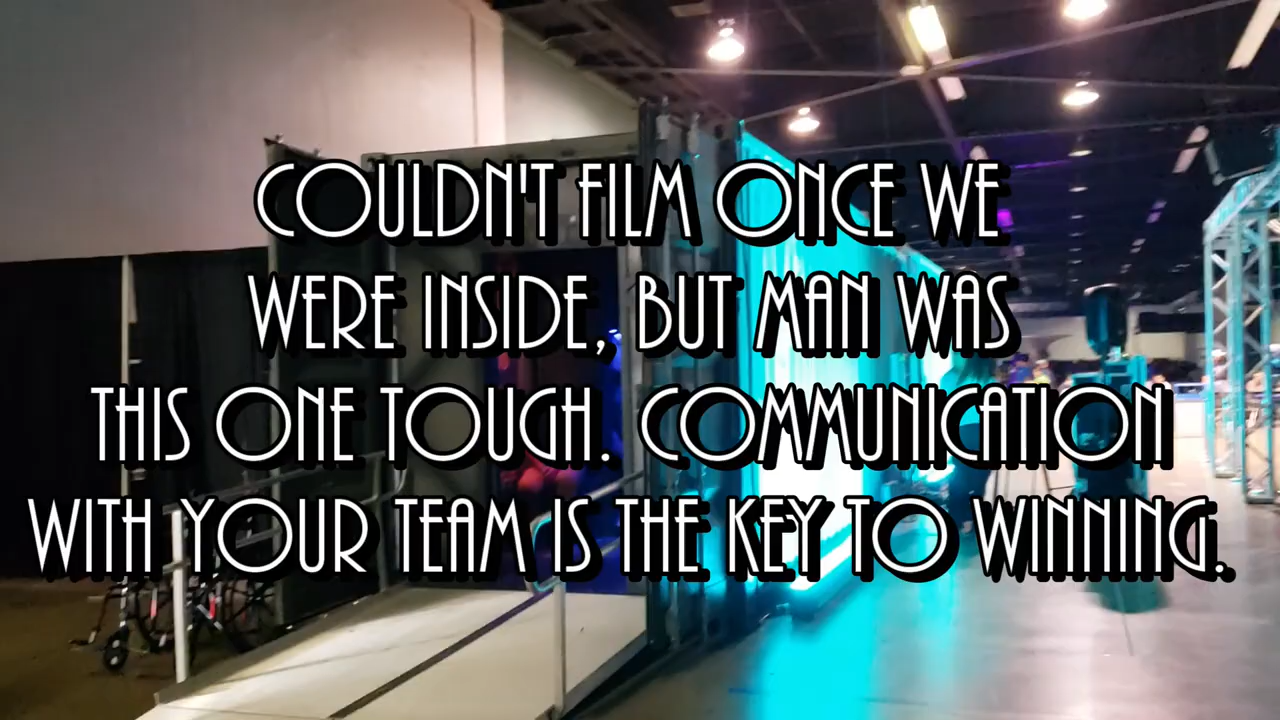 COULDN'T FILM ONCE WE
WERE INSIDE, BUT MAN WAS
THIS ONE TOUGH. COMMUNICATION
WITH YOUR TEAM IS THE KEY TO WINNING.